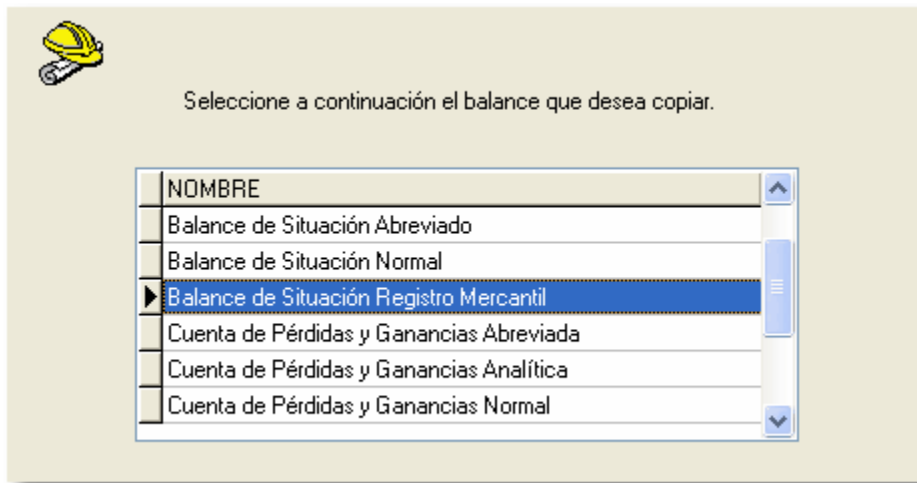 Seleccione a continuación el balance que desea copiar.
NOMBRE
Balance de Situación Abreviado
Balance de Situación Normal
Balance de Situación Registro Mercantil
Cuenta de Pérdidas y Ganancias Abreviada
Cuenta de Pérdidas y Ganancias Analítica
Cuenta de Pérdidas y Ganancias Normal